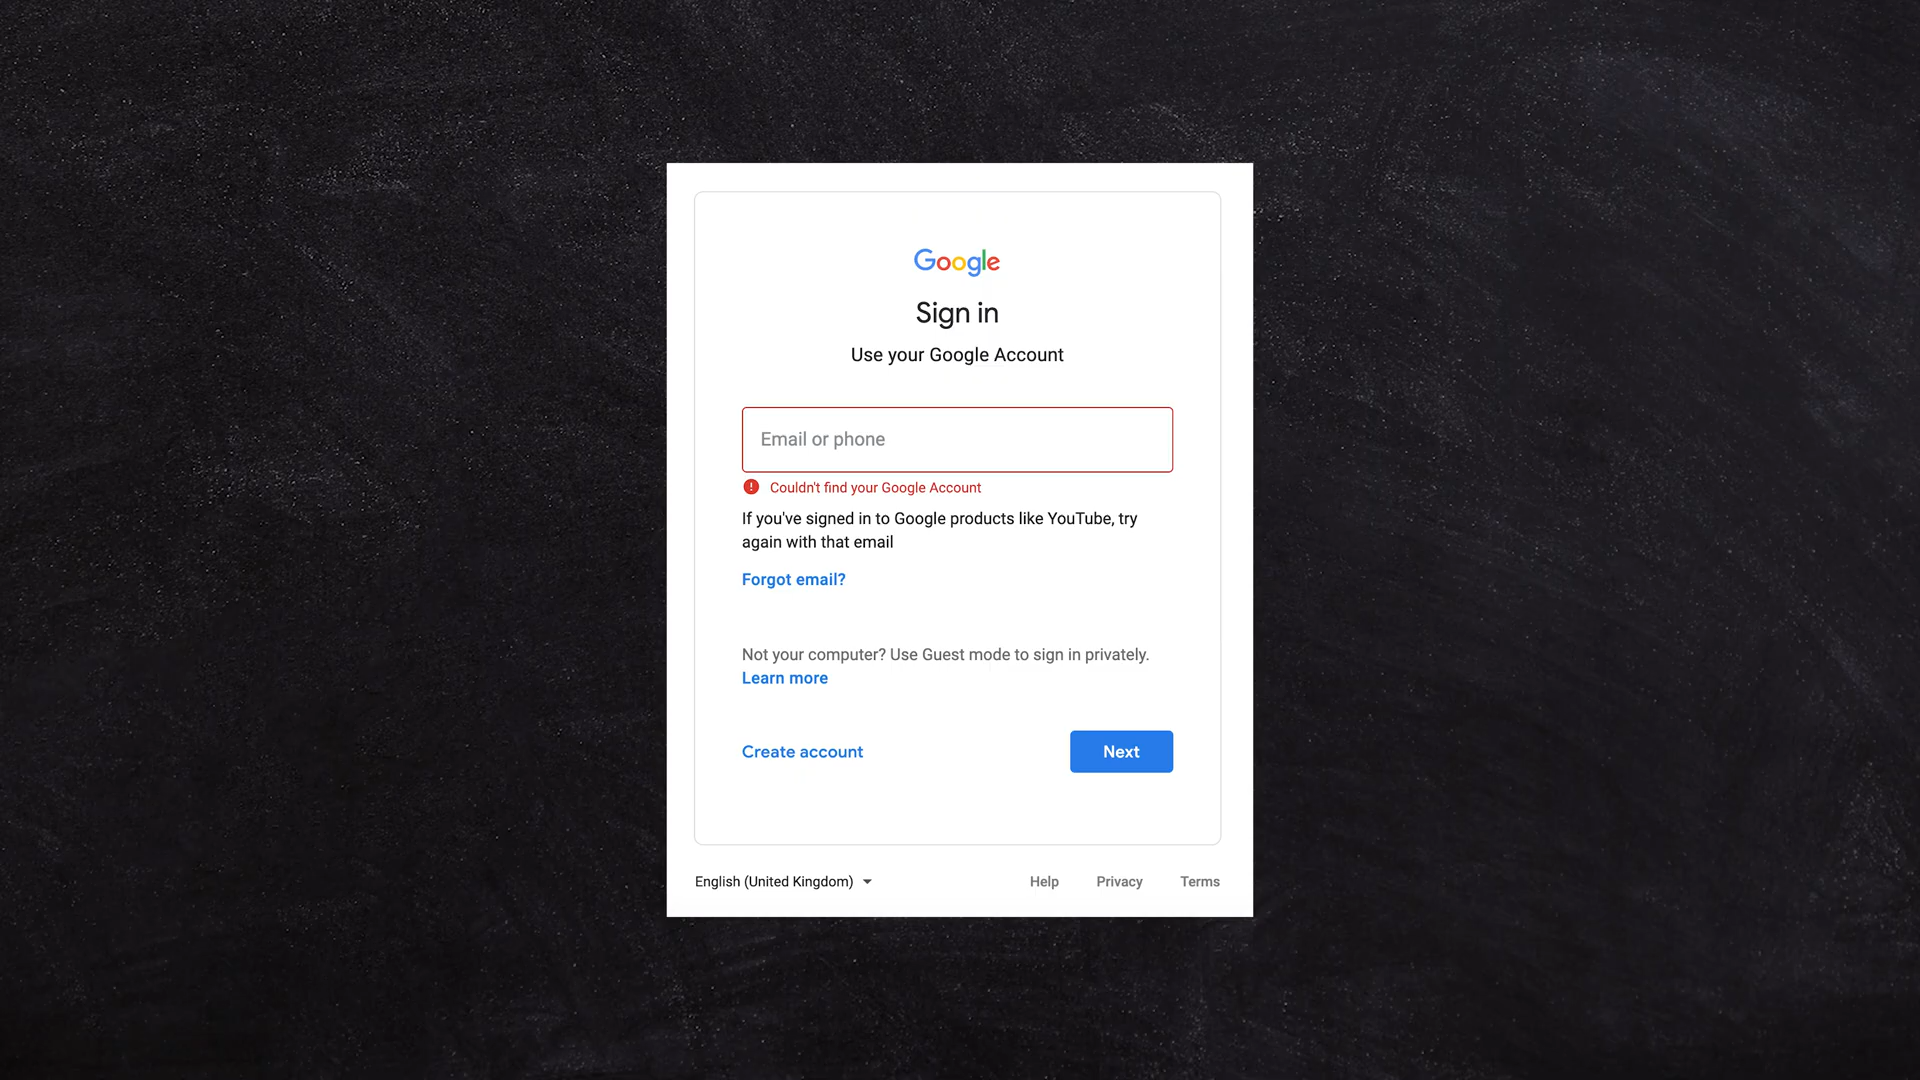 Google
Sign in
Use your Google Account
Email or phone
Couldn't find your Google Account
If you've signed in to Google products like YouTube, try
again with that email
Forgot email?
Not your computer? Use Guest mode to sign in privately.
Learn more
Create account
Next
English (United Kingdom)
Help
Privacy
Terms